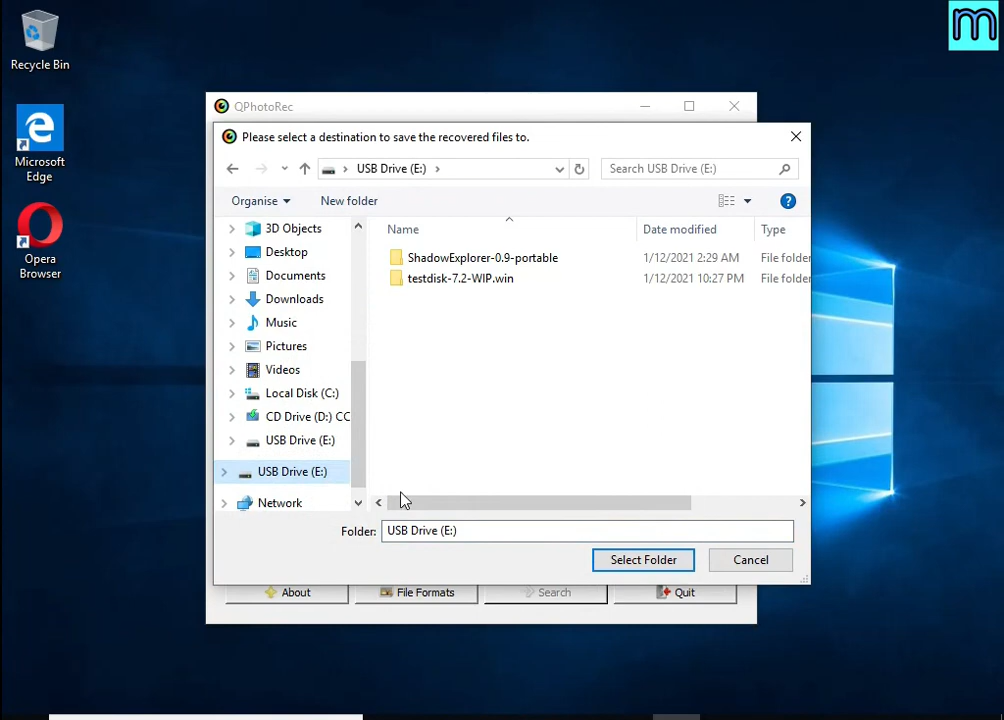 m
Recycle Bin
Microsoft
Edge
Opera
Browser
QPhotoRec
Please select a destination to save the recovered files to.
USB Drive (E:)
Search USB Drive (E:)
Organise
New folder
3D Objects
Desktop
Documents
Downloads
Music
Pictures
Videos
Local Disk (C:)
CD Drive (D:) CC
USB Drive (E:)
USB Drive (E:)
Network
Name
Date modified
Type
ShadowExplorer-0.9-portable
1/12/2021 2:29 AM
File folder
testdisk-7.2-WIP.win
1/12/2021 10:27 PM
File folder
Folder:
USB Drive (E:)
Select Folder
Cancel
About
File Formats
Search
Quit